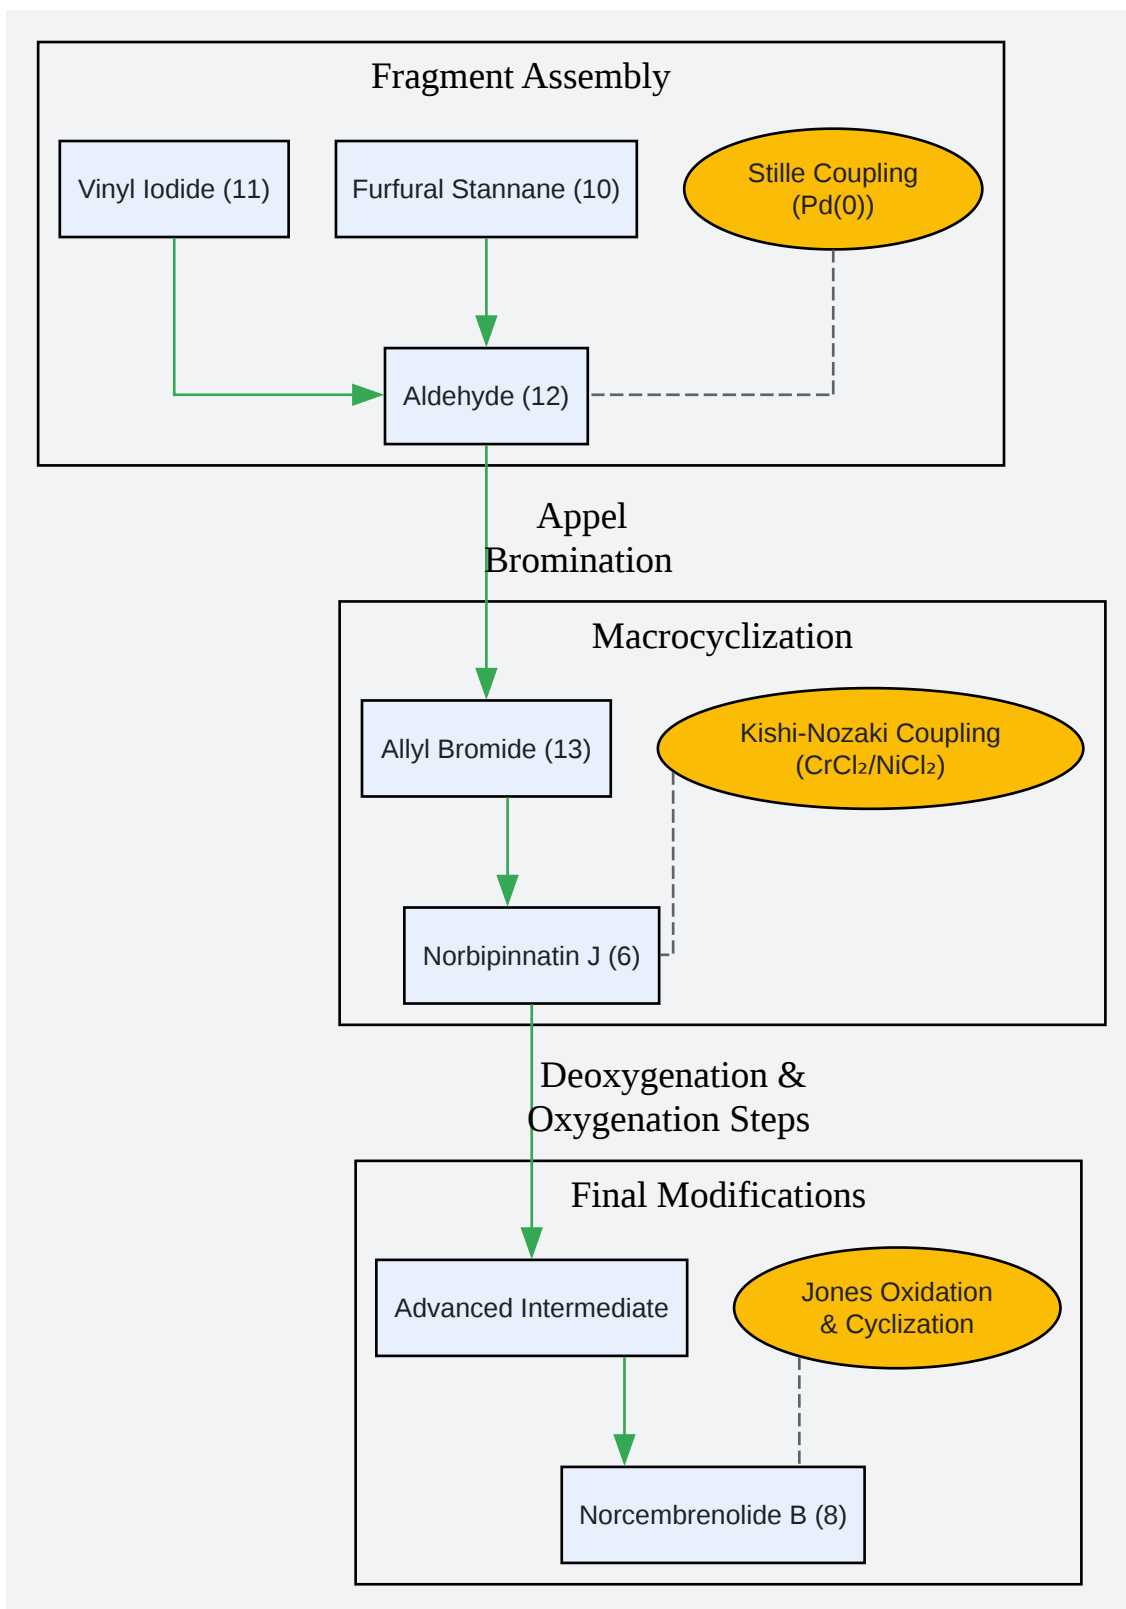 Fragment Assembly
Vinyl Iodide (11)
Furfural Stannane (10)
Stille Coupling
(Pd(0))
Aldehyde (12)
Appel
Bromination
Macrocyclization
Allyl Bromide (13)
Kishi-Nozaki Coupling
(CrCl₂/NiCl₂)
Norbipinnatin J (6)
Deoxygenation &
Oxygenation Steps
Final Modifications
Advanced Intermediate
Jones Oxidation
& Cyclization
Norcembrenolide B (8)